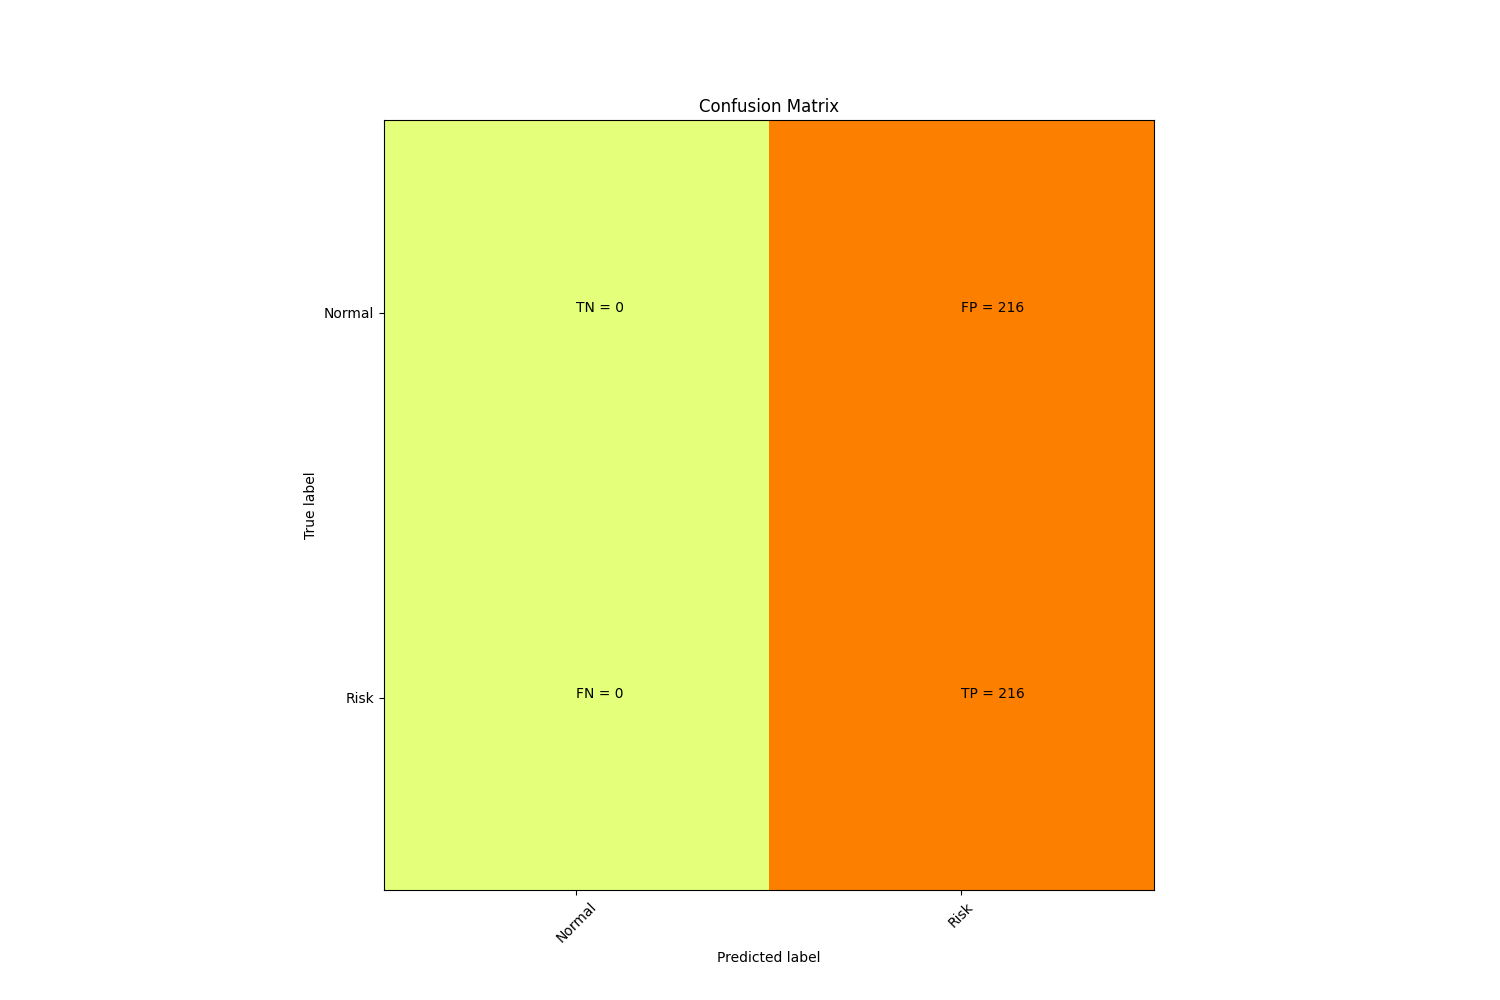 Confusion Matrix
Normal
TN = 0
FP = 216
True label
Risk
FN = 0
TP = 216
Normal
Risk
Predicted label